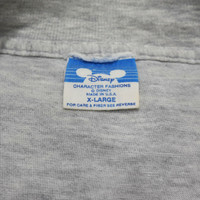 Disney
CHARACTER FASHIONS
© DISNEY
MADE IN U.S.A.
X-LARGE
FOR CARE & FIBER SEE REVERSE